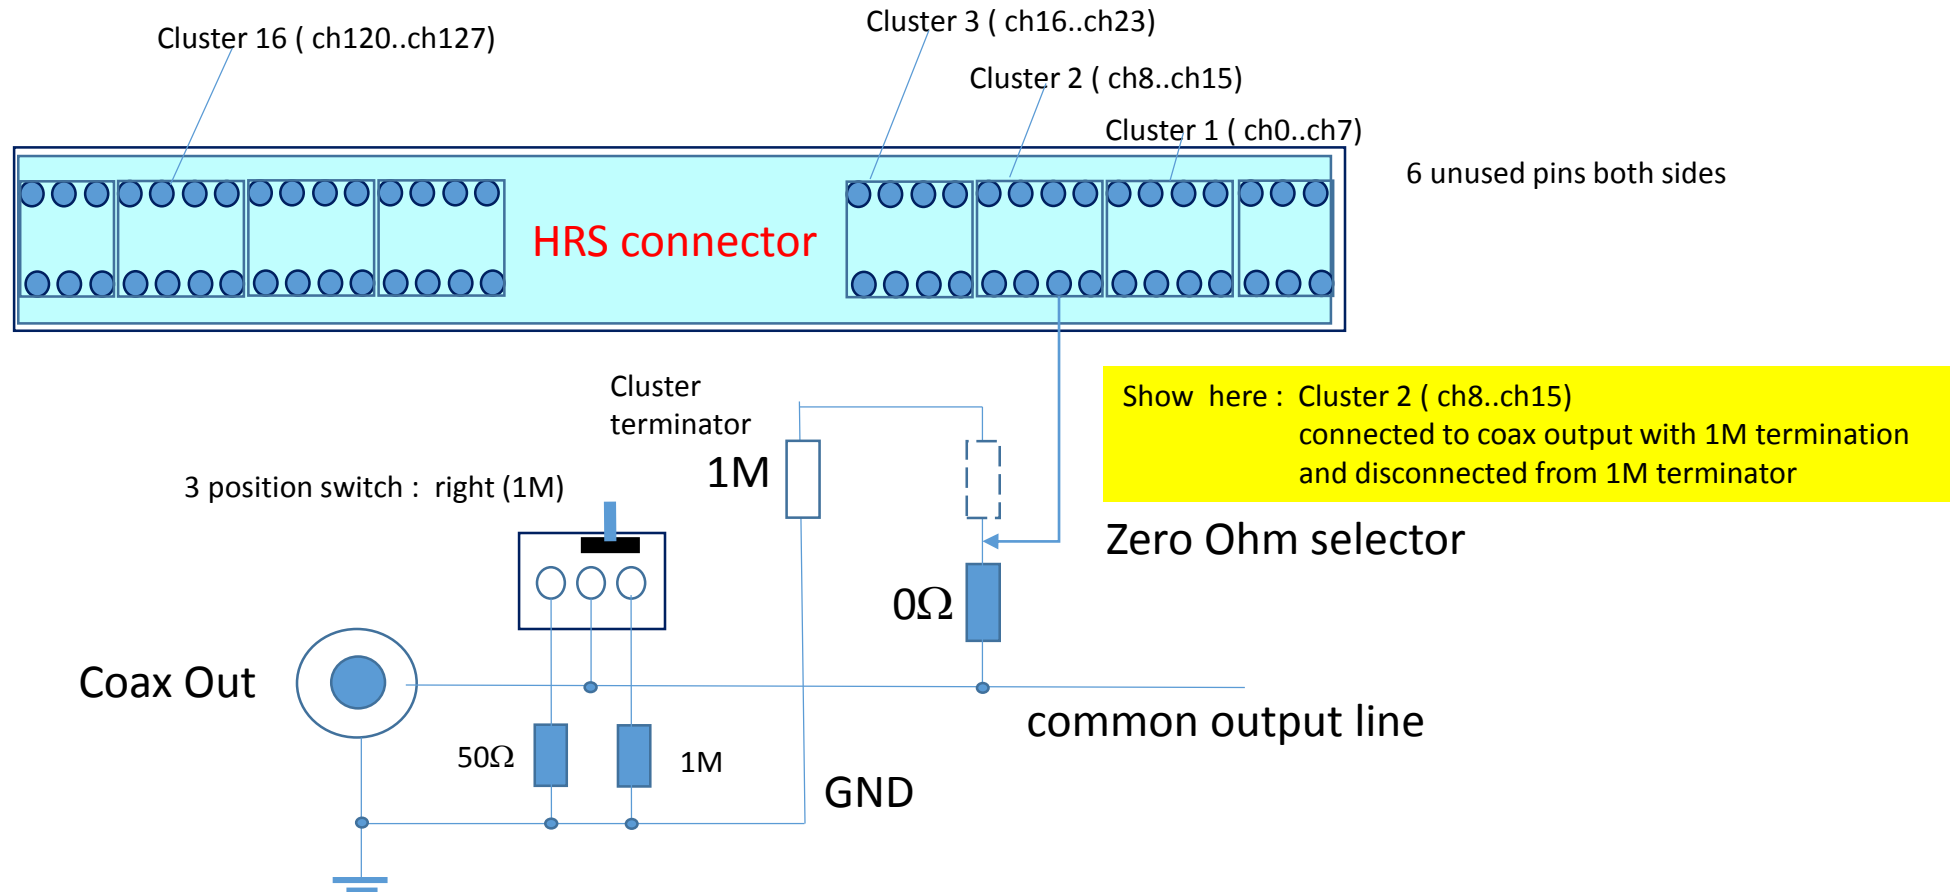 Cluster 16 ( ch120..ch127)
Cluster 3 ( ch16..ch23)
Cluster 2 ( ch8..ch15)
Cluster 1 ( ch0..ch7)
6 unused pins both sides
HRS connector
Cluster
terminator
1M
3 position switch : right (1M)
Show here : Cluster 2 ( ch8..ch15)
connected to coax output with 1M termination
and disconnected from 1M terminator
Zero Ohm selector
0Ω
Coax Out
common output line
50Ω
1M
GND